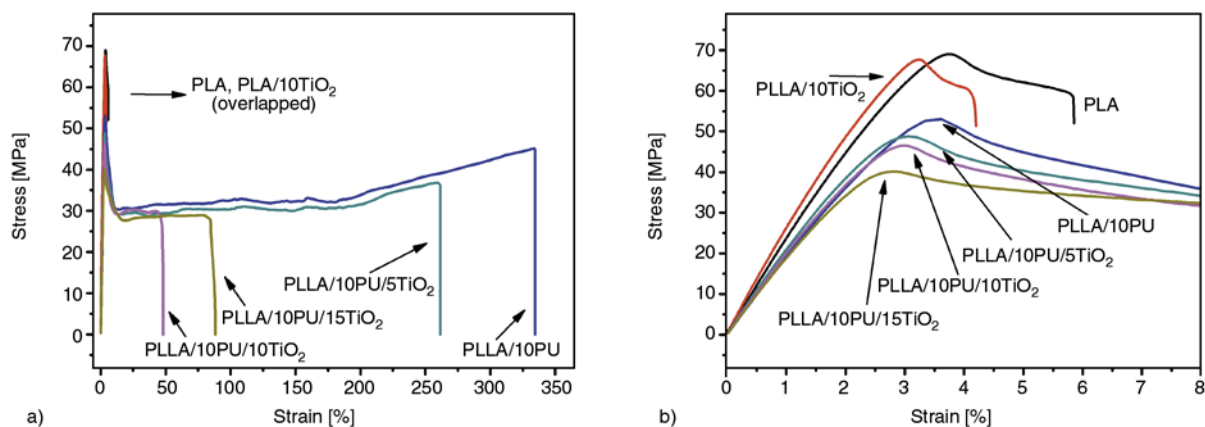 70
60
50
40
30
20
10
0
Stress [MPa]
PLA, PLA/10TiO₂
(overlapped)
PLLA/10PU/5TiO₂
PLLA/10PU/15TiO₂
PLLA/10PU/10TiO₂
PLLA/10PU
0 50 100 150 200 250 300 350
Strain [%]
a)
70
60
50
40
30
20
10
0
Stress [MPa]
PLLA/10TiO₂
PLA
PLLA/10PU
PLLA/10PU/5TiO₂
PLLA/10PU/10TiO₂
PLLA/10PU/15TiO₂
0 1 2 3 4 5 6 7 8
Strain [%]
b)